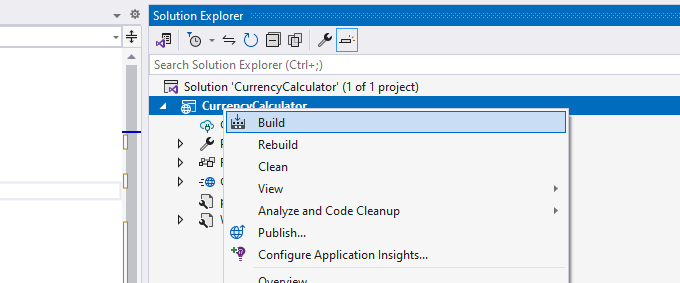 Solution Explorer
Search Solution Explorer (Ctrl+;)
Solution 'CurrencyCalculator' (1 of 1 project)
CurrencyCalculator
Build
Rebuild
Clean
View
Analyze and Code Cleanup
Publish...
Configure Application Insights...
Overview